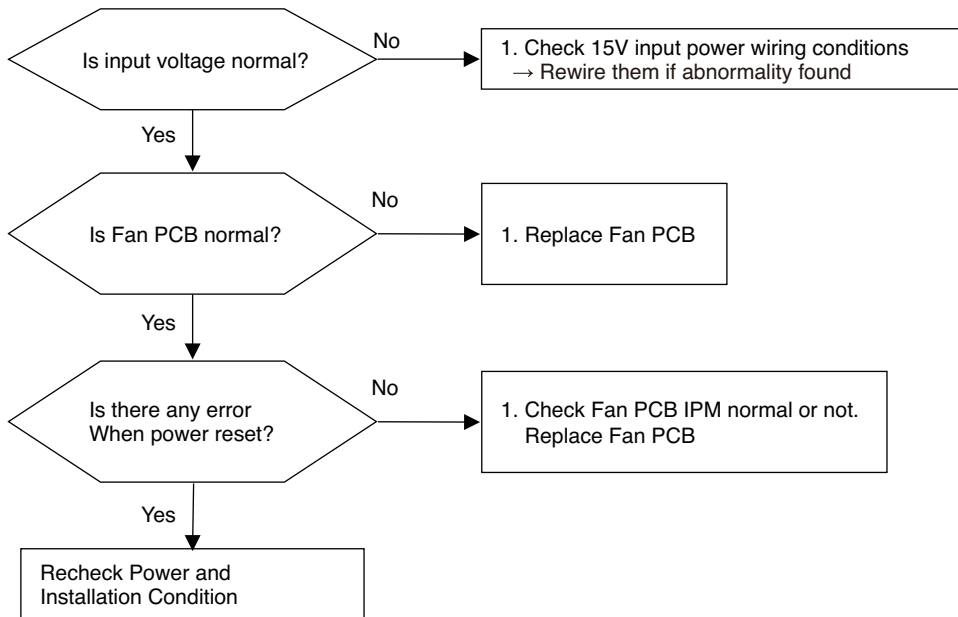 Is input voltage normal?
No
1. Check 15V input power wiring conditions
→ Rewire them if abnormality found
Yes
Is Fan PCB normal?
No
1. Replace Fan PCB
Yes
Is there any error
When power reset?
No
1. Check Fan PCB IPM normal or not.
Replace Fan PCB
Yes
Recheck Power and
Installation Condition